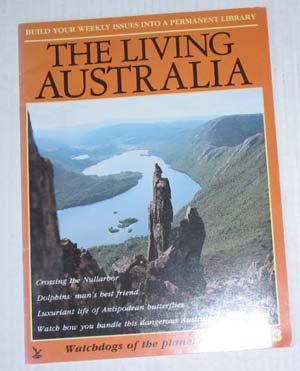 BUILD YOUR WEEKLY ISSUES INTO A PERMANENT LIBRARY
THE LIVING
AUSTRALIA
Crossing the Nullarbor
Dolphins: man's best friend
Luxuriant life of Antipodean butterflies
Watch how you handle this dangerous
Watchdogs of the